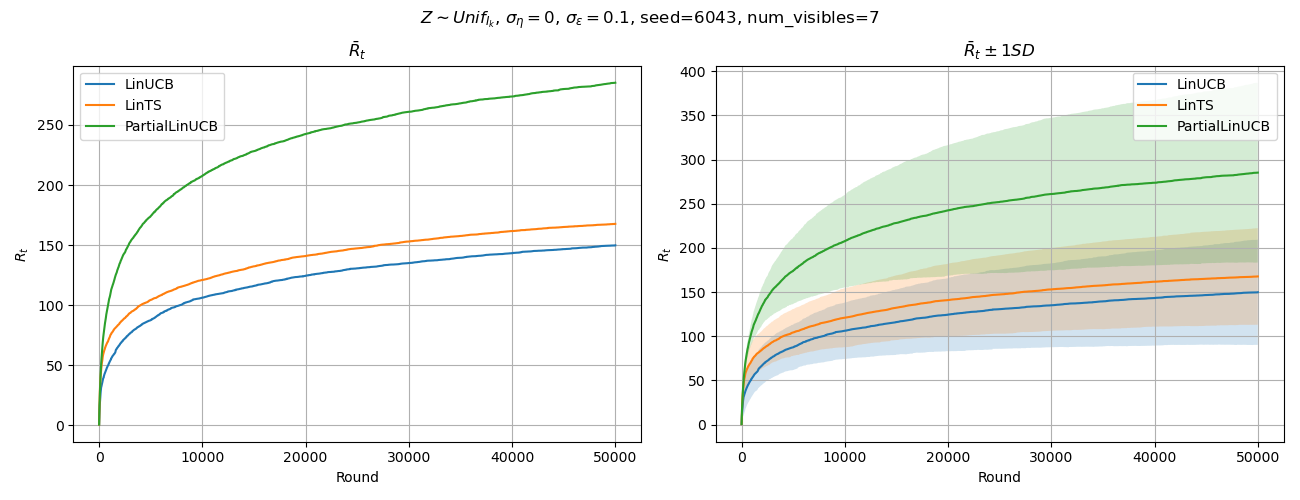 Z ∼ Unif_{I_k}, σ_η = 0, σ_ε = 0.1, seed=6043, num_visibles=7
R̄_t
LinUCB
LinTS
PartialLinUCB
R_t
250
200
150
100
50
0
0 10000 20000 30000 40000 50000
Round
R̄_t ± 1SD
LinUCB
LinTS
PartialLinUCB
R_t
400
350
300
250
200
150
100
50
0
0 10000 20000 30000 40000 50000
Round